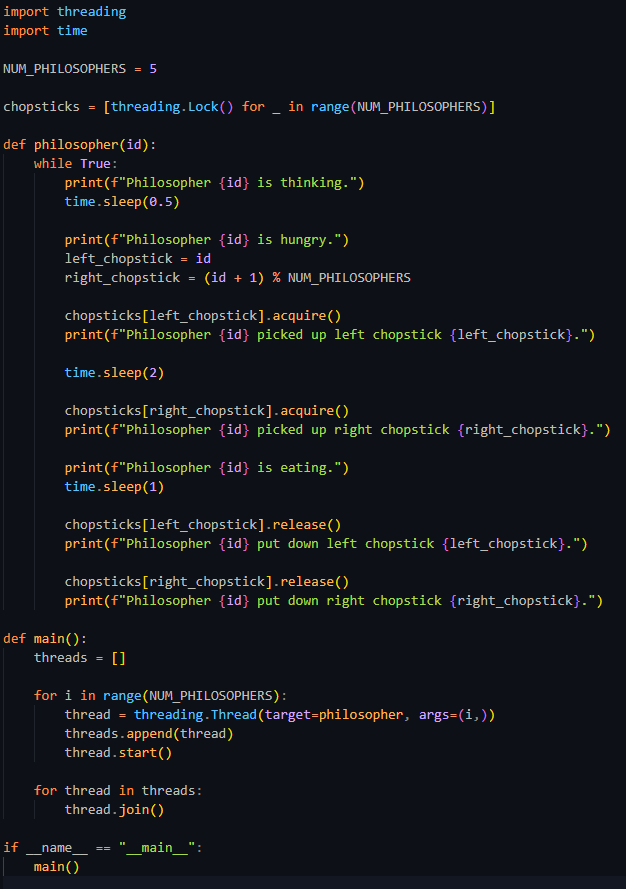 import threading
import time

NUM_PHILOSOPHERS = 5

chopsticks = [threading.Lock() for _ in range(NUM_PHILOSOPHERS)]

def philosopher(id):
    while True:
        print(f"Philosopher {id} is thinking.")
        time.sleep(0.5)

        print(f"Philosopher {id} is hungry.")
        left_chopstick = id
        right_chopstick = (id + 1) % NUM_PHILOSOPHERS

        chopsticks[left_chopstick].acquire()
        print(f"Philosopher {id} picked up left chopstick {left_chopstick}.")

        time.sleep(2)

        chopsticks[right_chopstick].acquire()
        print(f"Philosopher {id} picked up right chopstick {right_chopstick}.")

        print(f"Philosopher {id} is eating.")
        time.sleep(1)

        chopsticks[left_chopstick].release()
        print(f"Philosopher {id} put down left chopstick {left_chopstick}.")

        chopsticks[right_chopstick].release()
        print(f"Philosopher {id} put down right chopstick {right_chopstick}.")

def main():
    threads = []

    for i in range(NUM_PHILOSOPHERS):
        thread = threading.Thread(target=philosopher, args=(i,))
        threads.append(thread)
        thread.start()

    for thread in threads:
        thread.join()

if __name__ == "__main__":
    main()